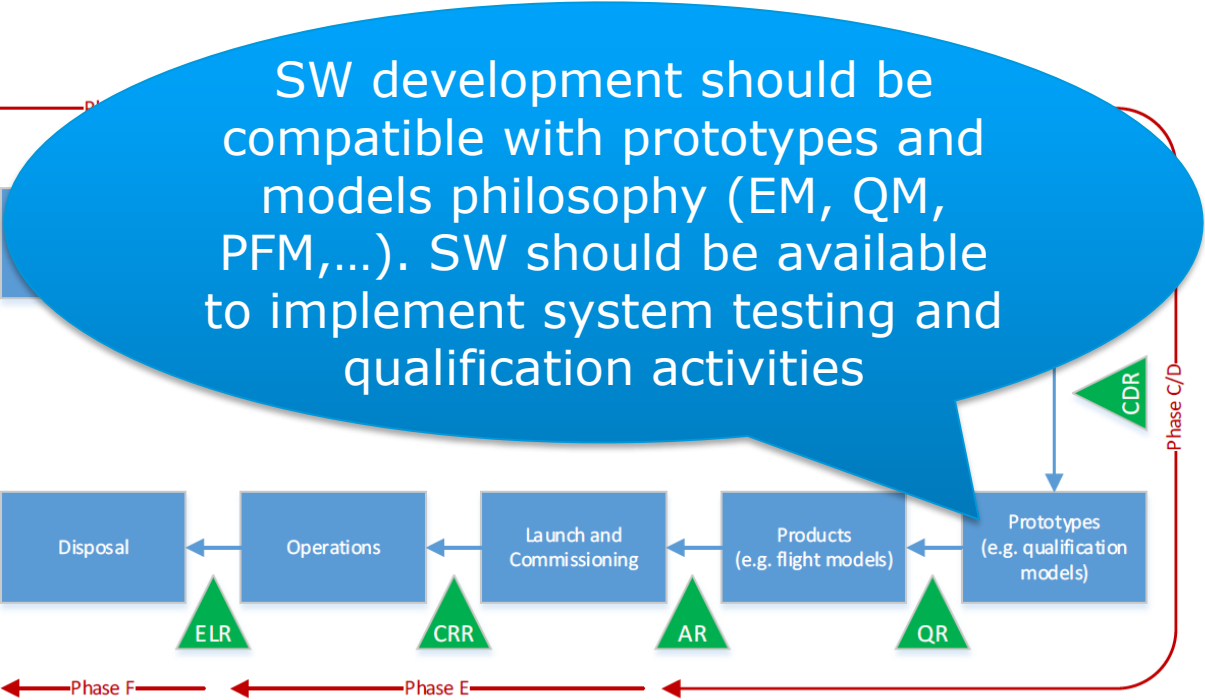 SW development should be
compatible with prototypes and
models philosophy (EM, QM,
PFM,…). SW should be available
to implement system testing and
qualification activities
CDR
Phase C/D
Disposal
Operations
Launch and
Commissioning
Products
(e.g. flight models)
Prototypes
(e.g. qualification
models)
ELR
CRR
AR
QR
Phase F
Phase E